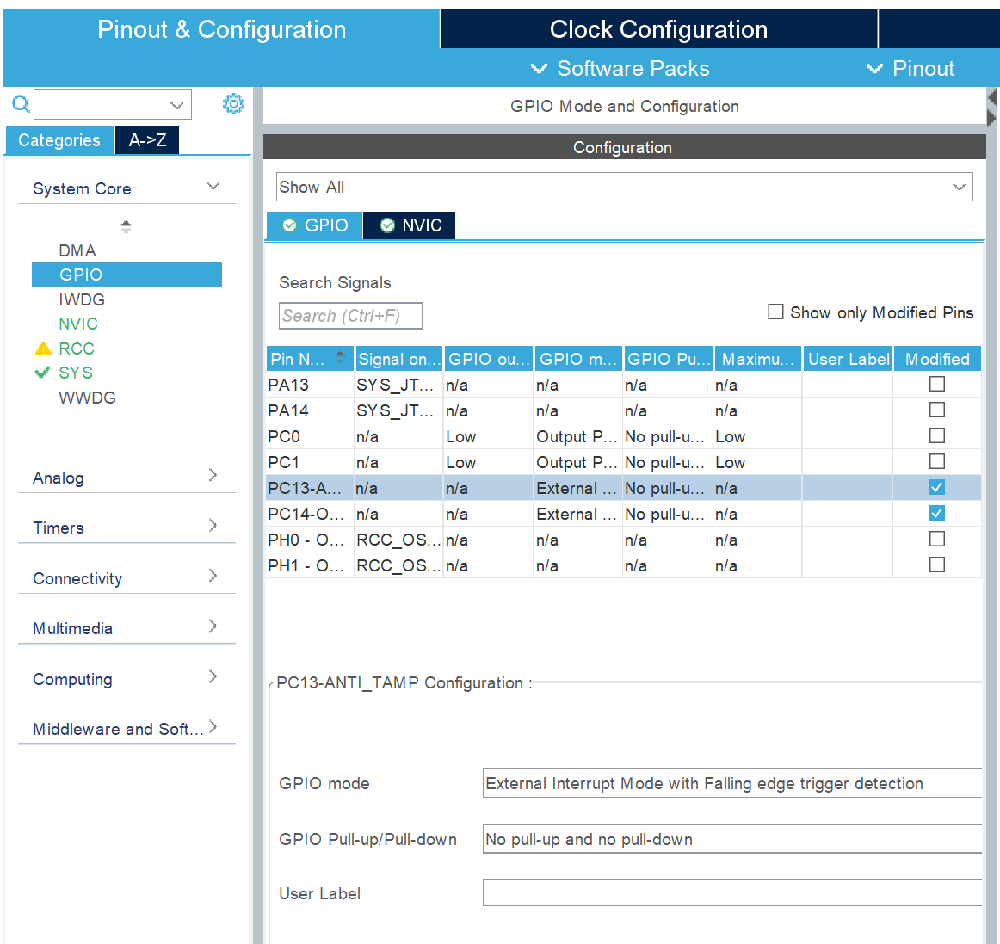 Pinout & Configuration
Clock Configuration
Software Packs
Pinout
GPIO Mode and Configuration
Categories
A->Z
Configuration
System Core
Show All
DMA
GPIO
IWDG
NVIC
RCC
SYS
WWDG
Analog
Timers
Connectivity
Multimedia
Computing
Middleware and Soft...
GPIO
NVIC
Search Signals
Search (Ctrl+F)
Show only Modified Pins
Pin N... Signal on... GPIO ou... GPIO m... GPIO Pu... Maximu... User Label Modified
PA13 SYS_JT... n/a n/a n/a n/a
PA14 SYS_JT... n/a n/a n/a n/a
PC0 n/a Low Output P... No pull-u... Low
PC1 n/a Low Output P... No pull-u... Low
PC13-A... n/a n/a External ... No pull-u... n/a
PC14-O... n/a n/a External ... No pull-u... n/a
PH0 - O... RCC_OS... n/a n/a n/a n/a
PH1 - O... RCC_OS... n/a n/a n/a n/a
PC13-ANTI_TAMP Configuration :
GPIO mode
External Interrupt Mode with Falling edge trigger detection
GPIO Pull-up/Pull-down
No pull-up and no pull-down
User Label